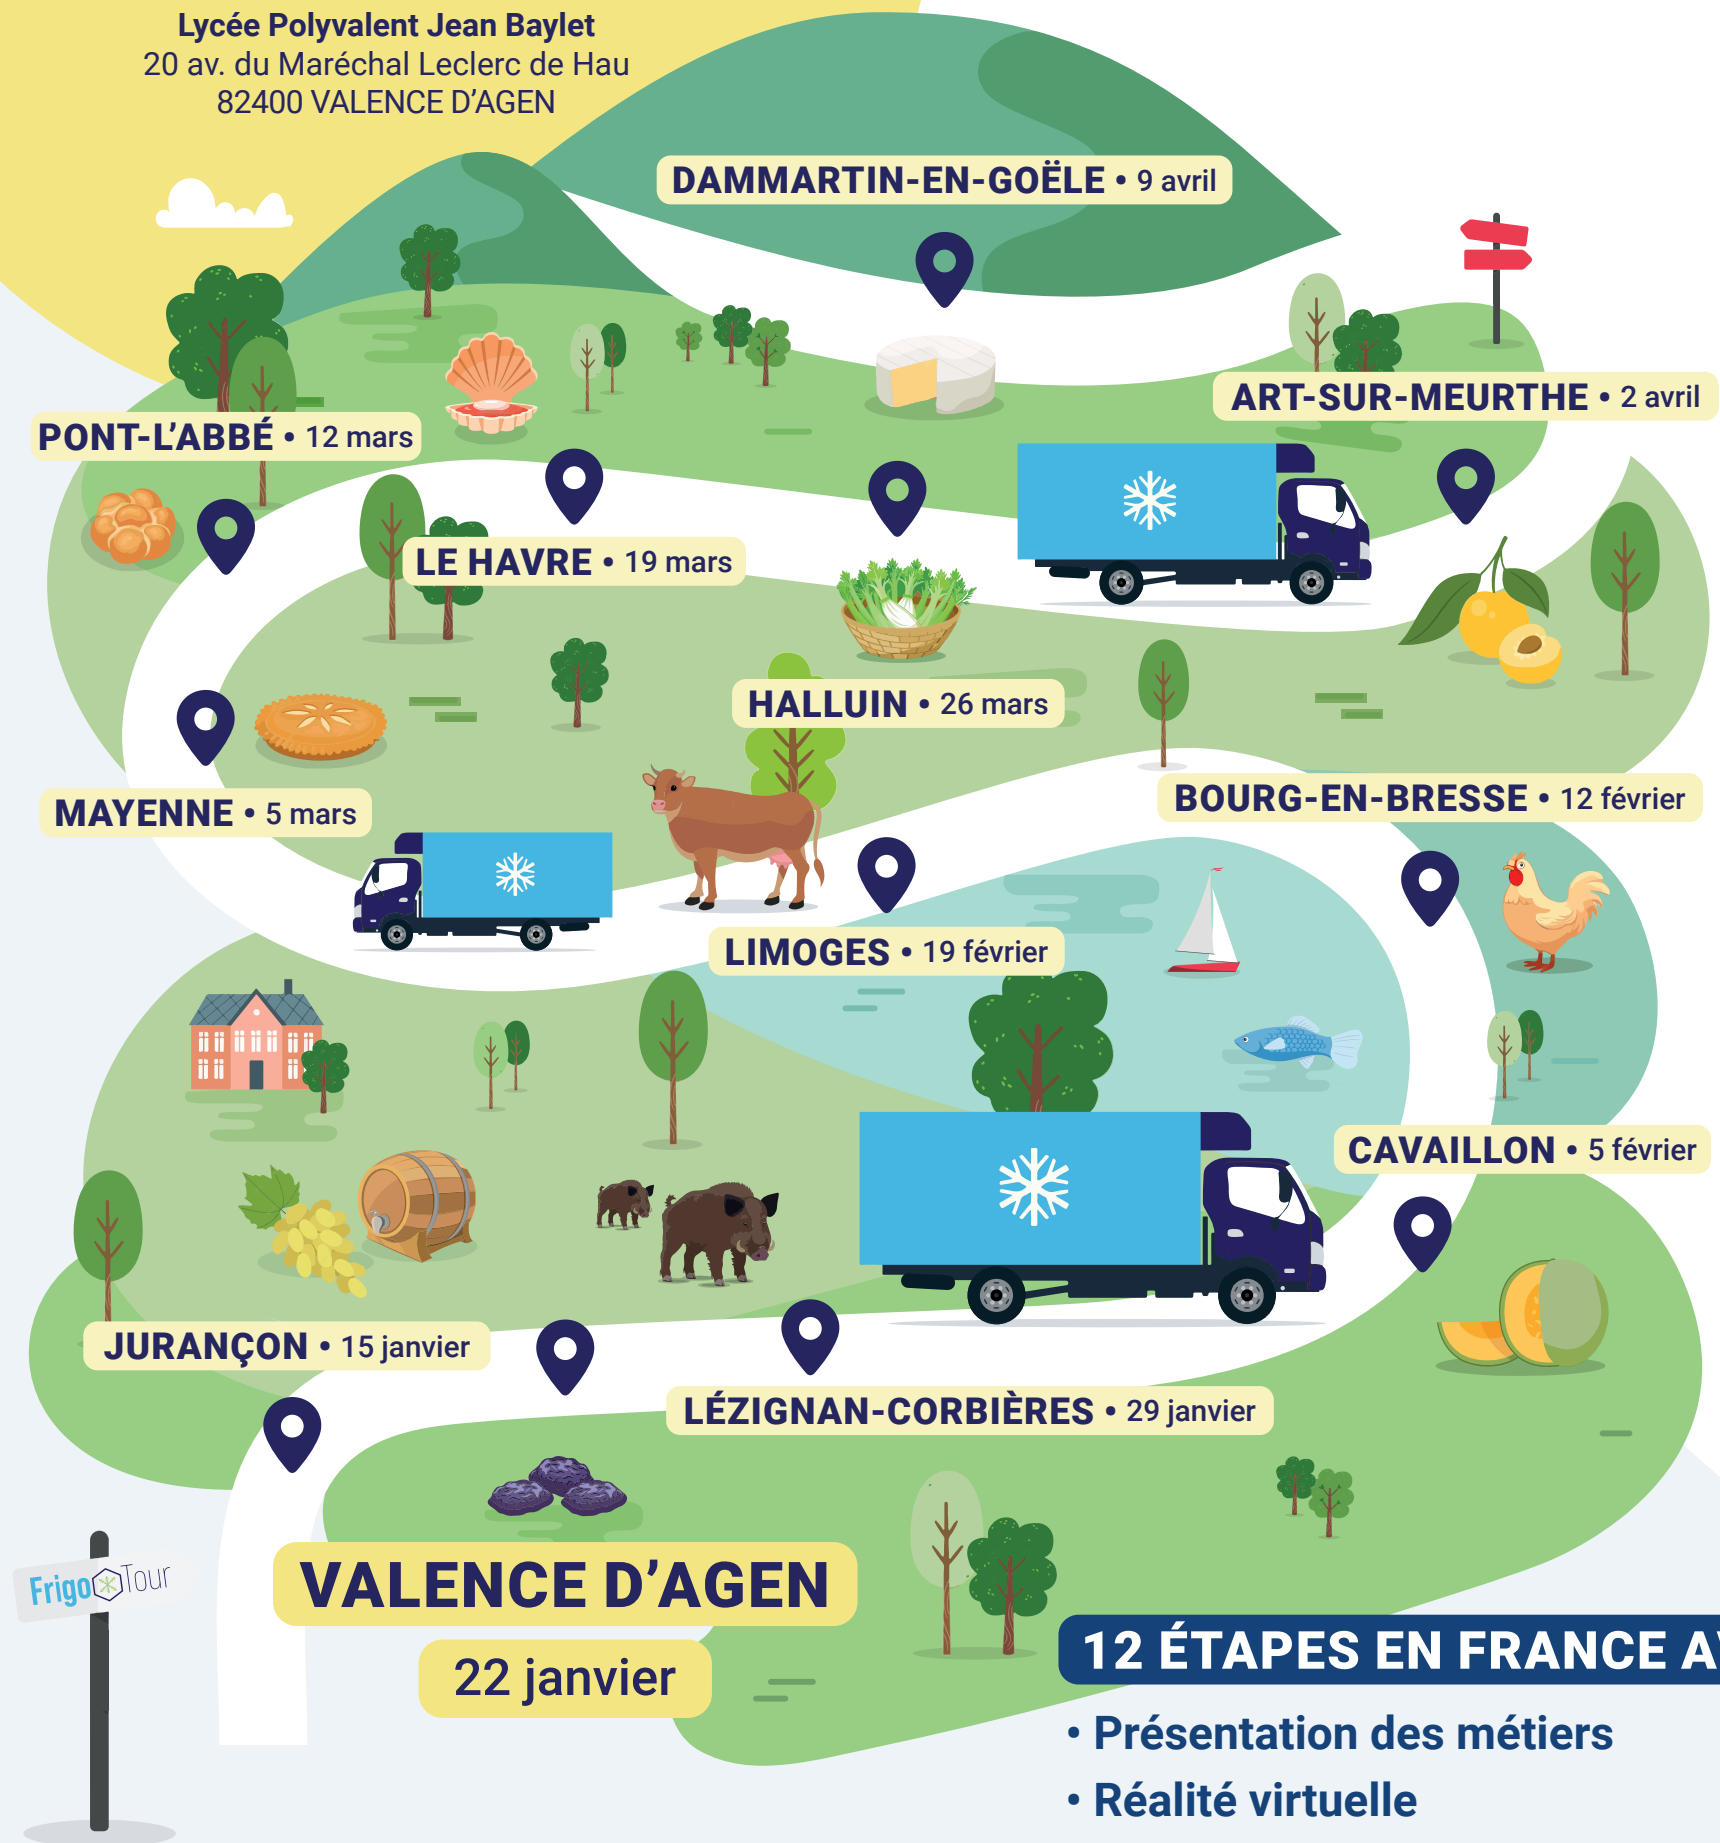 Lycée Polyvalent Jean Baylet
20 av. du Maréchal Leclerc de Hau
82400 VALENCE D'AGEN
DAMMARTIN-EN-GOËLE • 9 avril
ART-SUR-MEURTHE • 2 avril
PONT-L'ABBÉ • 12 mars
LE HAVRE • 19 mars
HALLUIN • 26 mars
BOURG-EN-BRESSE • 12 février
MAYENNE • 5 mars
LIMOGES • 19 février
CAVAILLON • 5 février
JURANÇON • 15 janvier
LÉZIGNAN-CORBIÈRES • 29 janvier
FrigoTour
VALENCE D'AGEN
22 janvier
12 ÉTAPES EN FRANCE
• Présentation des métiers
• Réalité virtuelle